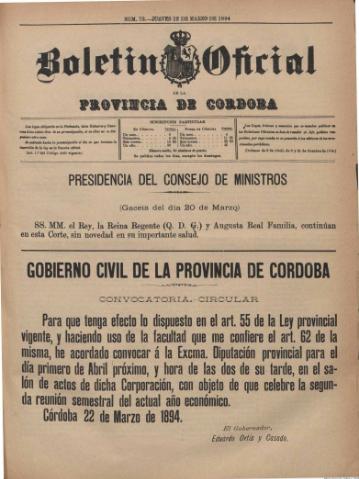 NÚM. 72.—JUEVES 22 DE MARZO DE 1894
Boletin Oficial
DE LA
PROVINCIA DE CORDOBA
SUSCRICION PARTICULAR
PRESIDENCIA DEL CONSEJO DE MINISTROS
(Gaceta del día 20 de Marzo)
SS. MM. el Rey, la Reina Regente (Q. D. G.) y Augusta Real Familia, continúan
en esta Corte, sin novedad en su importante salud.
GOBIERNO CIVIL DE LA PROVINCIA DE CORDOBA
CONVOCATORIA.-CIRCULAR
Para que tenga efecto lo dispuesto en el art. 55 de la Ley provincial
vigente, y haciendo uso de la facultad que me confiere el art. 62 de la
misma, he acordado convocar á la Excma. Diputación provincial para el
día primero de Abril próximo, y hora de las dos de su tarde, en el sa-
lón de actos de dicha Corporación, con objeto de que celebre la segun-
da reunión semestral del actual año económico.
Córdoba 22 de Marzo de 1894.
El Gobernador,
Eduardo Ortiz y Casado.